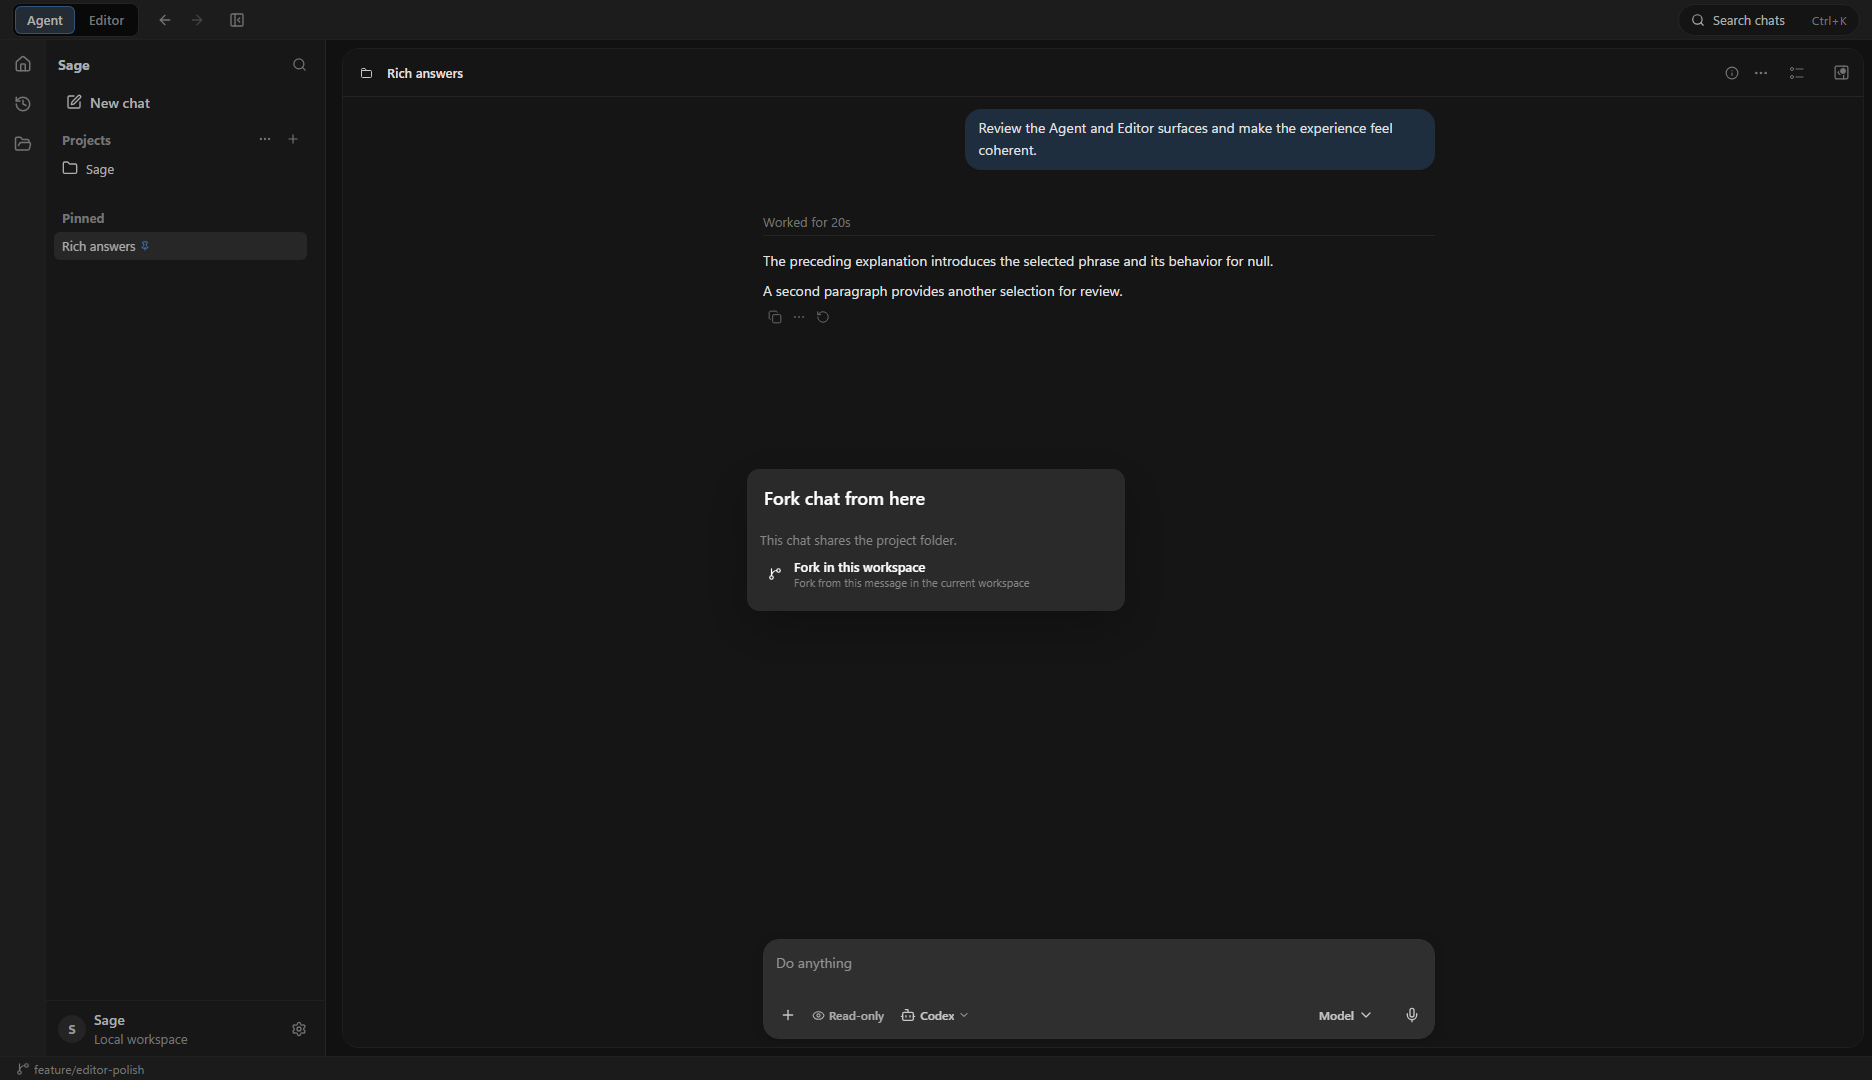 Agent
Editor
Search chats
Ctrl+K
Sage
New chat
Projects
Sage
Pinned
Rich answers
Rich answers
Review the Agent and Editor surfaces and make the experience feel
coherent.
Worked for 20s
The preceding explanation introduces the selected phrase and its behavior for null.
A second paragraph provides another selection for review.
Fork chat from here
This chat shares the project folder.
Fork in this workspace
Fork from this message in the current workspace
Do anything
Read-only
Codex
Model
S
Sage
Local workspace
feature/editor-polish